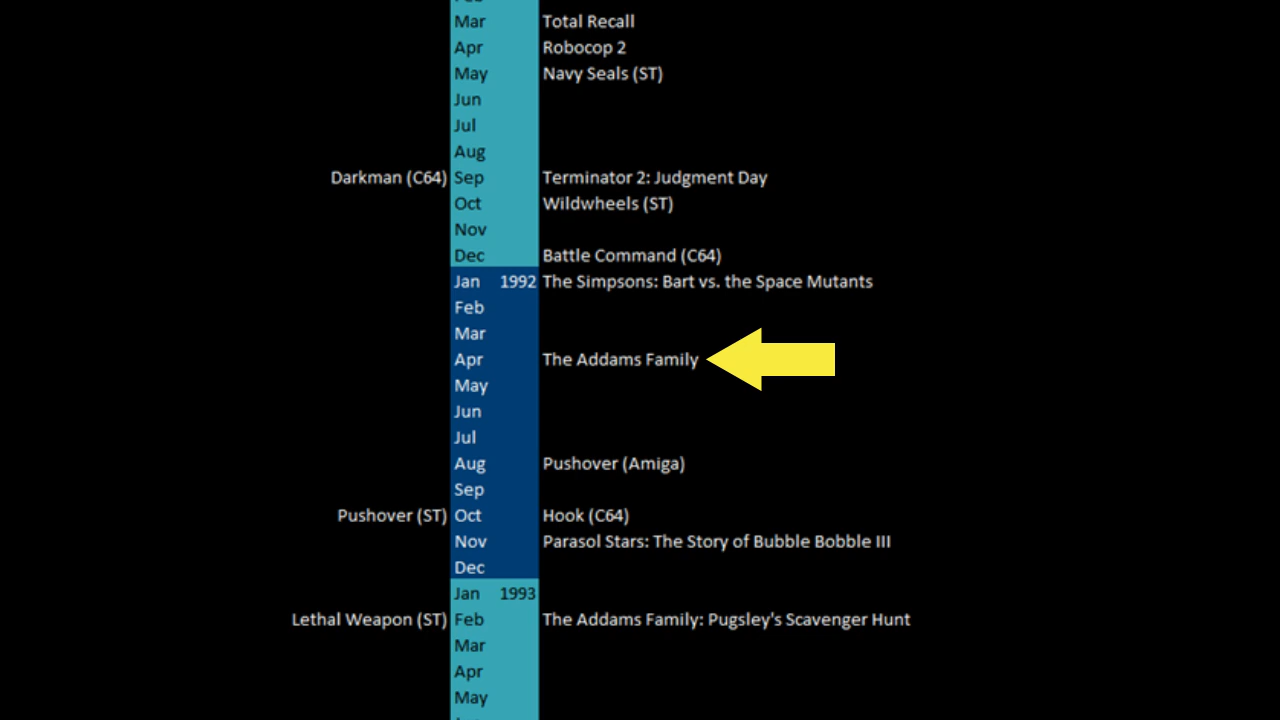 Mar Total Recall
Apr Robocop 2
May Navy Seals (ST)
Jun
Jul
Aug
Darkman (C64) Sep Terminator 2: Judgment Day
Oct Wildwheels (ST)
Nov
Dec Battle Command (C64)
Jan 1992 The Simpsons: Bart vs. the Space Mutants
Feb
Mar
Apr The Addams Family
May
Jun
Jul
Aug Pushover (Amiga)
Sep
Pushover (ST) Oct Hook (C64)
Nov Parasol Stars: The Story of Bubble Bobble III
Dec
Jan 1993
Lethal Weapon (ST) Feb The Addams Family: Pugsley's Scavenger Hunt
Mar
Apr
May